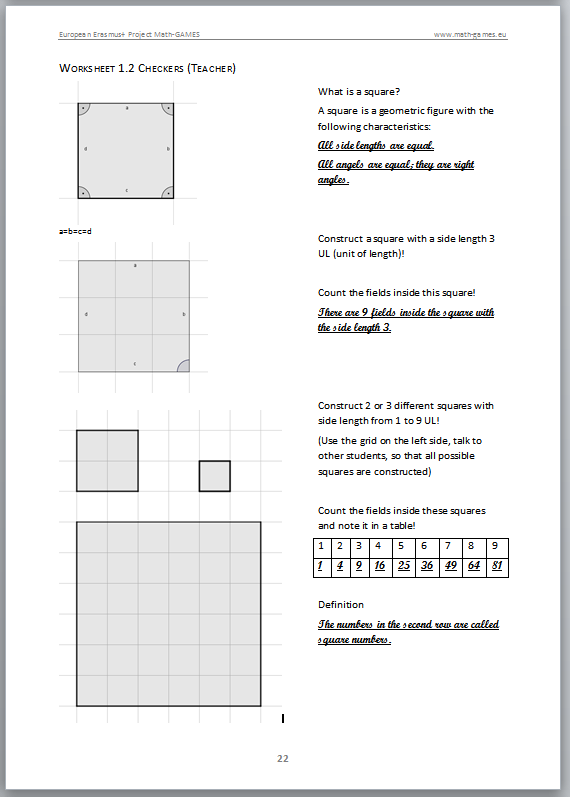 European Erasmus+ Project Math-GAMES www.math-games.eu
WORKSHEET 1.2 CHECKERS (TEACHER)
a
d b
c
a=b=c=d
What is a square?
A square is a geometric figure with the
following characteristics:
All side lengths are equal.
All angels are equal; they are right
angles.
a
d b
c
Construct a square with a side length 3
UL (unit of length)!
Count the fields inside this square!
There are 9 fields inside the square with
the side length 3.
Construct 2 or 3 different squares with
side length from 1 to 9 UL!
(Use the grid on the left side, talk to
other students, so that all possible
squares are constructed)
Count the fields inside these squares
and note it in a table!
1 2 3 4 5 6 7 8 9
1 4 9 16 25 36 49 64 81
Definition
The numbers in the second row are called
square numbers.
22